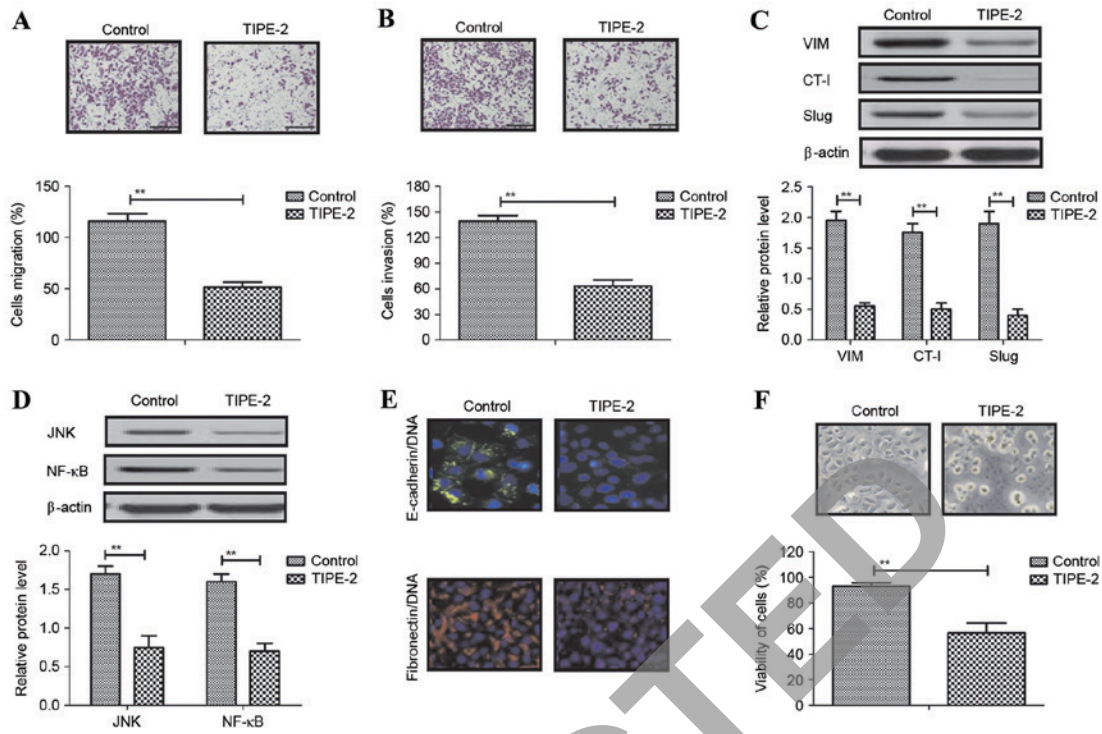 A
Control
TIPE-2
Cells migration (%)
150
100
50
0
**
Control
TIPE-2
B
Control
TIPE-2
Cells invasion (%)
180
150
120
90
60
30
0
**
Control
TIPE-2
C
Control
TIPE-2
VIM
CT-I
Slug
β-actin
Relative protein level
2.5
2.0
1.5
1.0
0.5
0.0
**
**
**
Control
TIPE-2
VIM
CT-I
Slug
D
Control
TIPE-2
JNK
NF-κB
β-actin
Relative protein level
2.0
1.5
1.0
0.5
0.0
**
**
Control
TIPE-2
JNK
NF-κB
E
Control
TIPE-2
E-cadherin/DNA
Fibronectin/DNA
F
Control
TIPE-2
Viability of cells (%)
120
100
80
60
40
20
0
**
Control
TIPE-2
STED